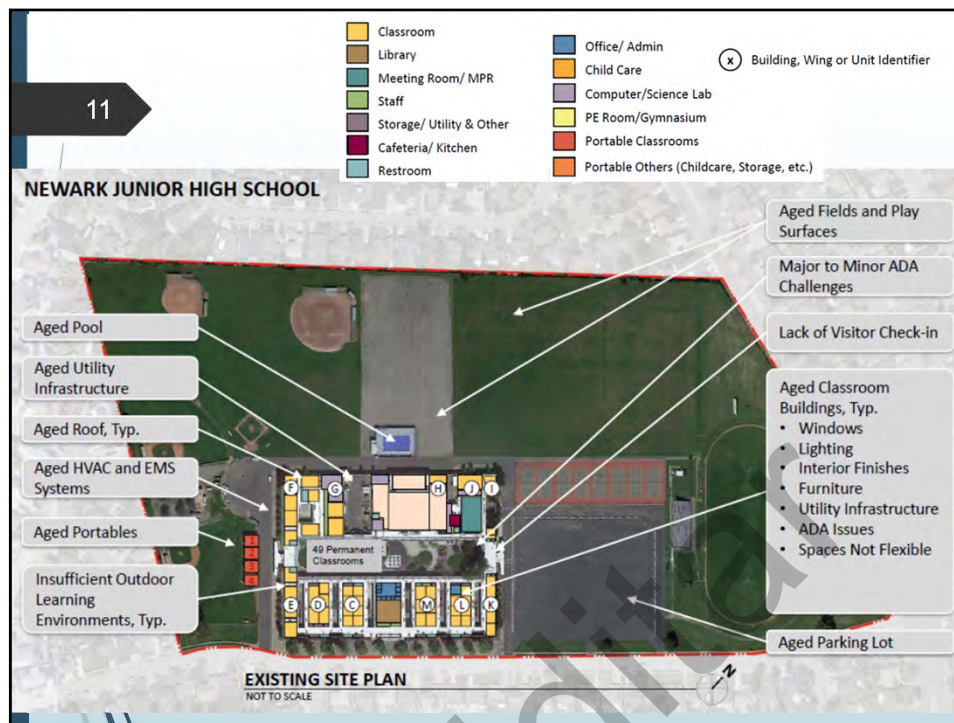 11
Classroom
Library
Meeting Room/ MPR
Staff
Storage/ Utility & Other
Cafeteria/ Kitchen
Restroom
Office/ Admin
Child Care
Computer/Science Lab
PE Room/Gymnasium
Portable Classrooms
Portable Others (Childcare, Storage, etc.)
x Building, Wing or Unit Identifier
NEWARK JUNIOR HIGH SCHOOL
Aged Pool
Aged Utility
Infrastructure
Aged Roof, Typ.
Aged HVAC and EMS
Systems
Aged Portables
Insufficient Outdoor
Learning
Environments, Typ.
1
2
3
4
F
G
H
J
I
49 Permanent
Classrooms
E
D
C
M
L
K
Aged Fields and Play
Surfaces
Major to Minor ADA
Challenges
Lack of Visitor Check-in
Aged Classroom
Buildings, Typ.
• Windows
• Lighting
• Interior Finishes
• Furniture
• Utility Infrastructure
• ADA Issues
• Spaces Not Flexible
Aged Parking Lot
EXISTING SITE PLAN
NOT TO SCALE
N